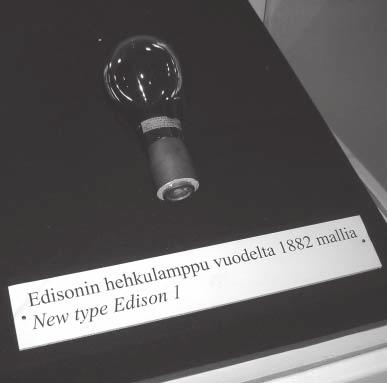 Edisonin hehkulamppu vuodelta 1882 mallia
New type Edison 1